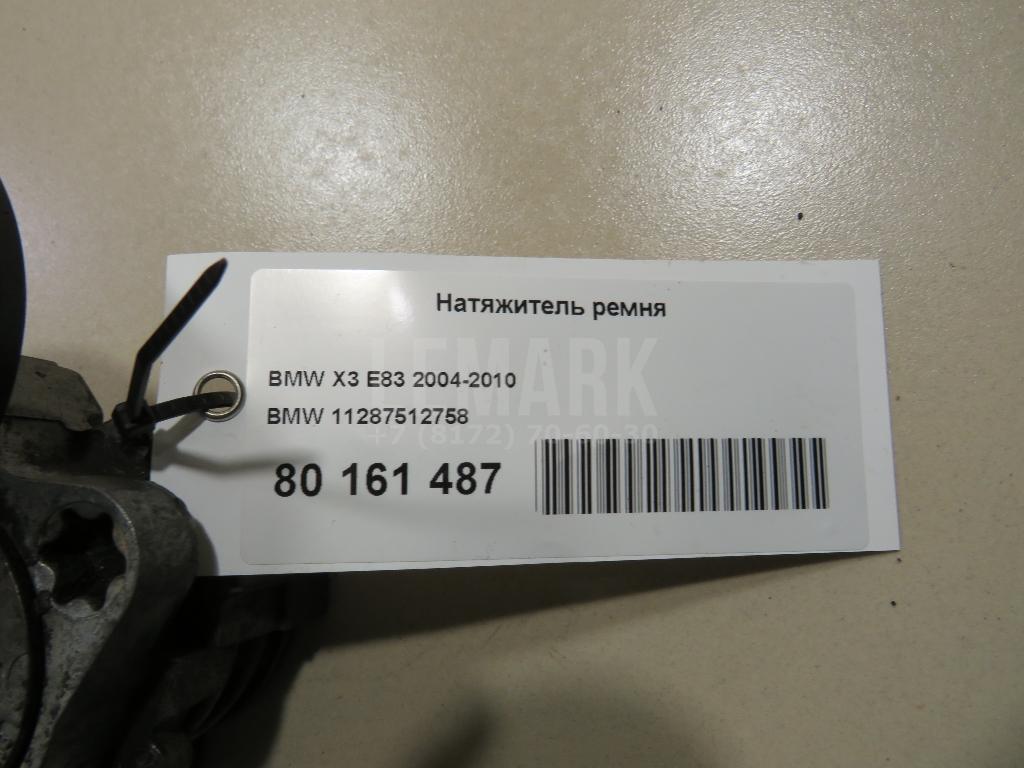 Натяжитель ремня
LEMARK
BMW X3 E83 2004-2010
BMW 11287512758
+7 (8172) 70-60-30
80 161 487